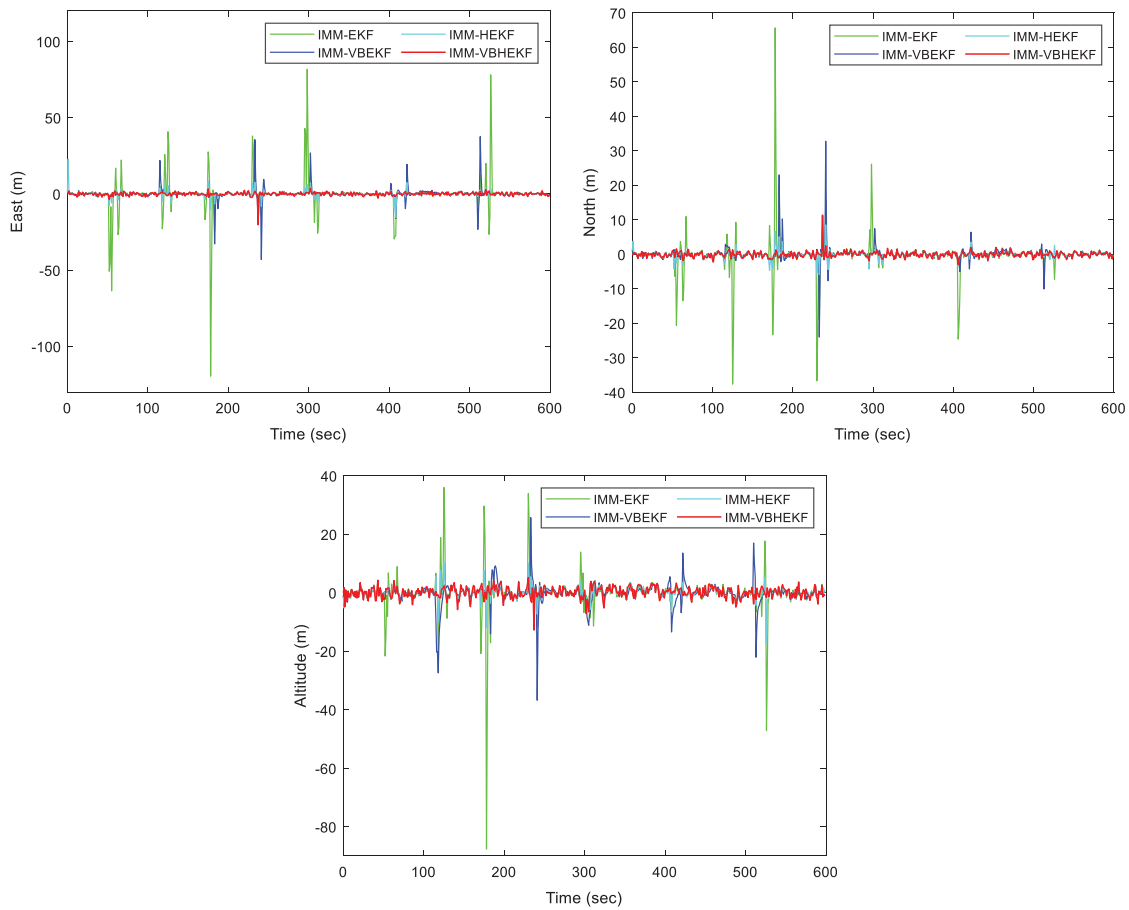 IMM-EKF IMM-HEKF
IMM-VBEKF IMM-VBHEKF
100
50
0
-50
-100
East (m)
0 100 200 300 400 500 600
Time (sec)
IMM-EKF IMM-HEKF
IMM-VBEKF IMM-VBHEKF
70
60
50
40
30
20
10
0
-10
-20
-30
-40
North (m)
0 100 200 300 400 500 600
Time (sec)
IMM-EKF IMM-HEKF
IMM-VBEKF IMM-VBHEKF
40
20
0
-20
-40
-60
-80
Altitude (m)
0 100 200 300 400 500 600
Time (sec)